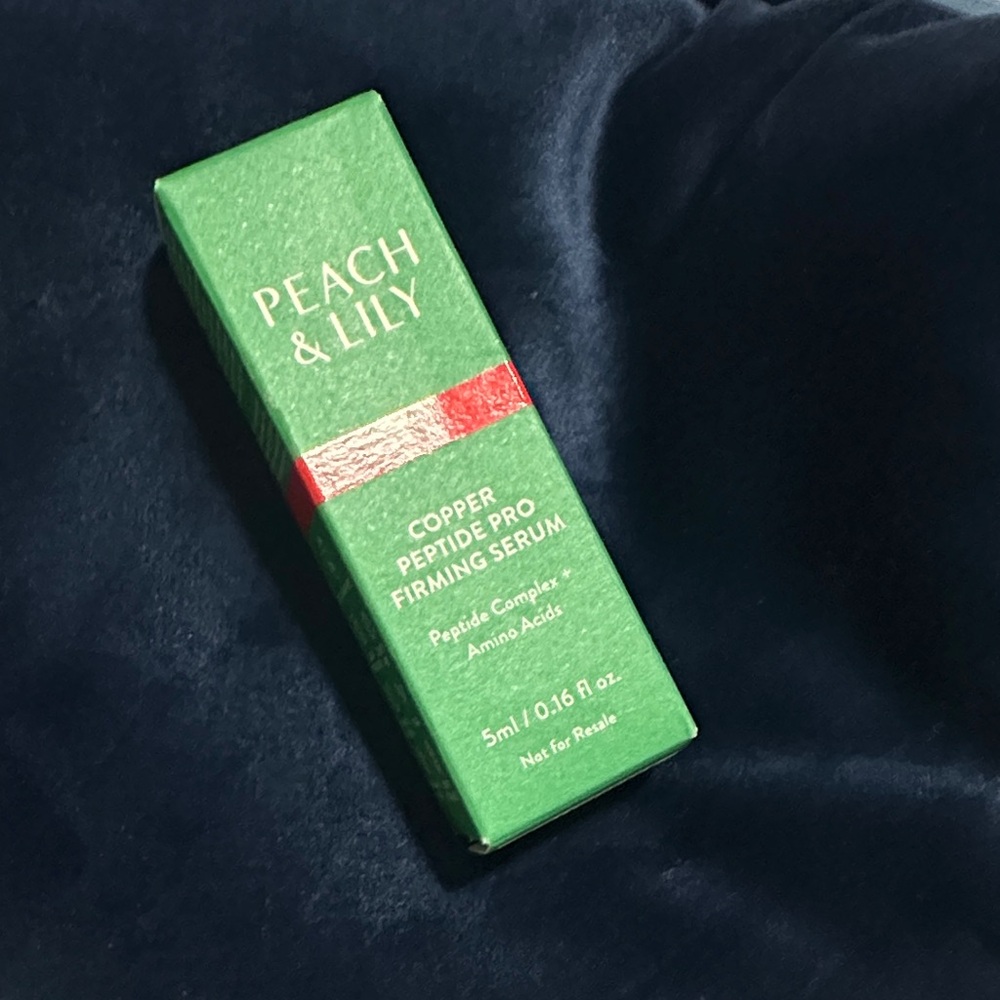 PEACH
& LILY
COPPER
PEPTIDE PRO
FIRMING SERUM
Peptide Complex +
Amino Acids
5ml / 0.16 fl oz.
Not for Resale